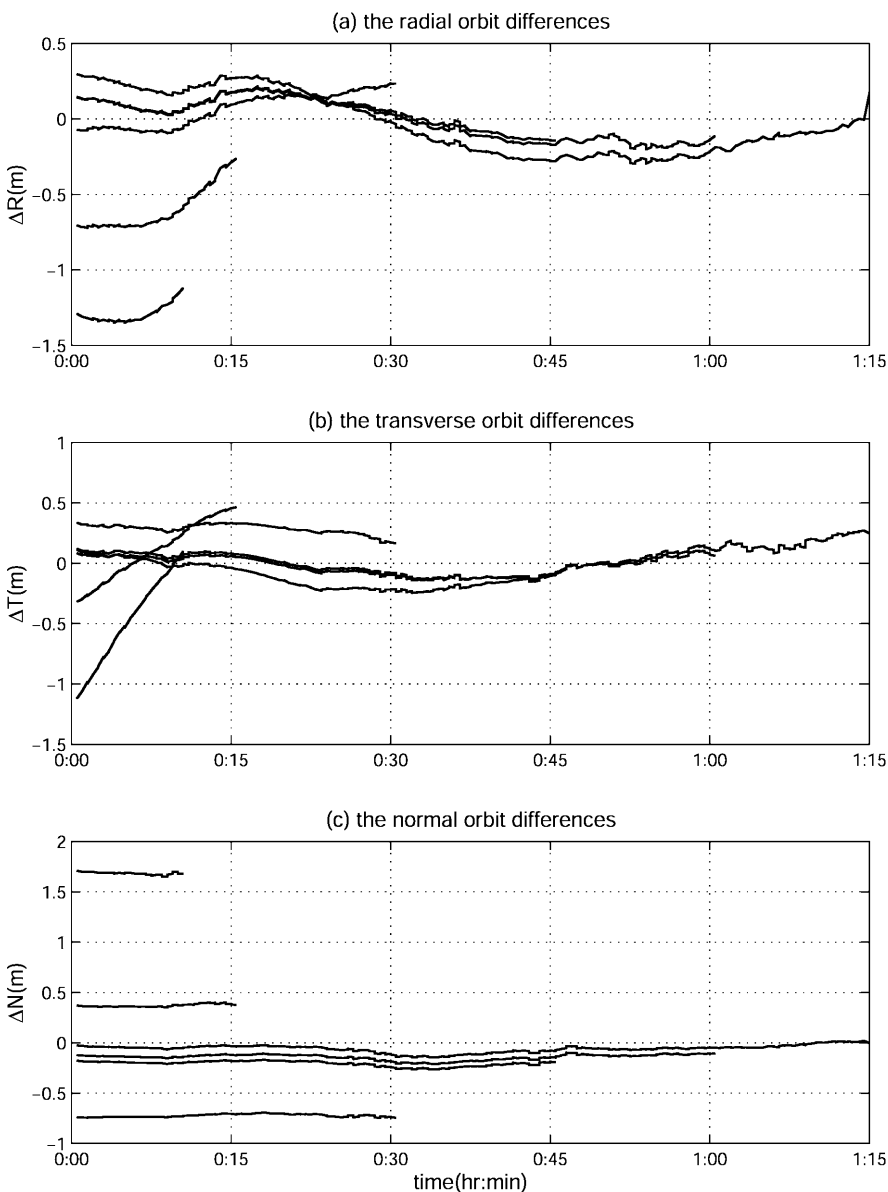 (a) the radial orbit differences
0.5
0
−0.5
−1
−1.5
ΔR(m)
0:00 0:15 0:30 0:45 1:00 1:15
(b) the transverse orbit differences
1
0.5
0
−0.5
−1
−1.5
ΔT(m)
0:00 0:15 0:30 0:45 1:00 1:15
(c) the normal orbit differences
2
1.5
1
0.5
0
−0.5
−1
ΔN(m)
0:00 0:15 0:30 0:45 1:00 1:15
time(hr:min)